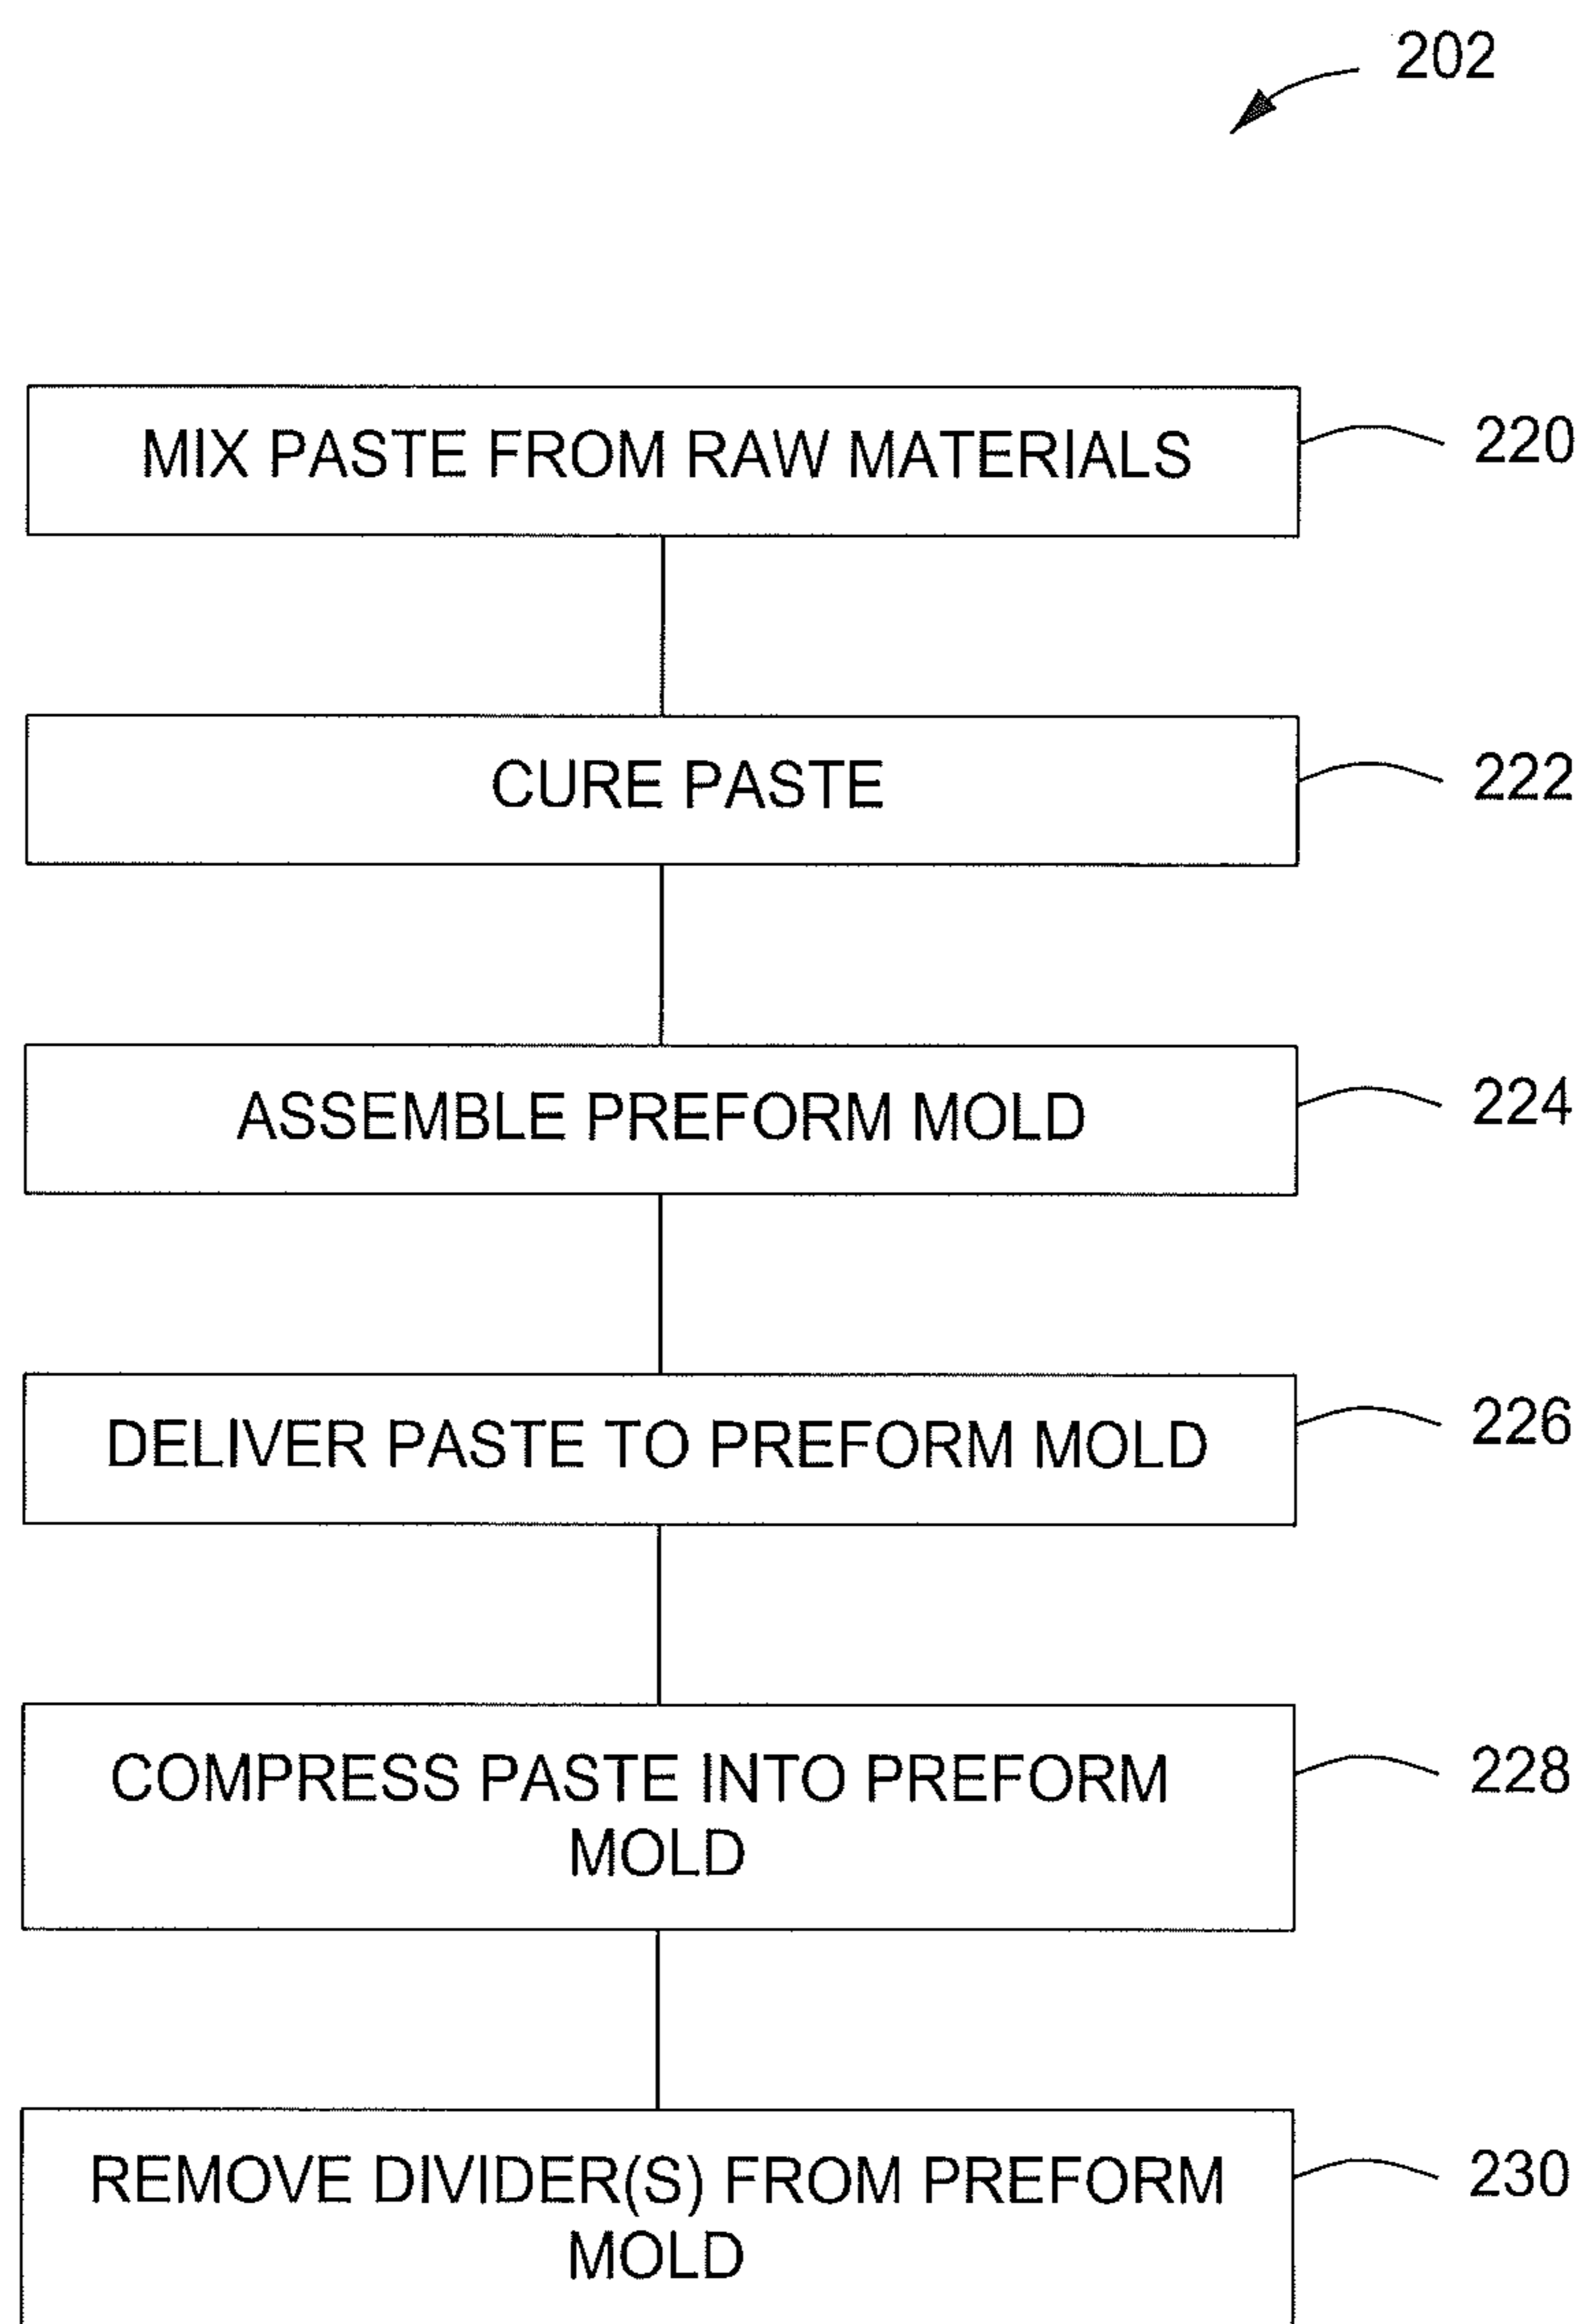 202
MIX PASTE FROM RAW MATERIALS
220
CURE PASTE
222
ASSEMBLE PREFORM MOLD
224
DELIVER PASTE TO PREFORM MOLD
226
COMPRESS PASTE INTO PREFORM
MOLD
228
REMOVE DIVIDER(S) FROM PREFORM
MOLD
230